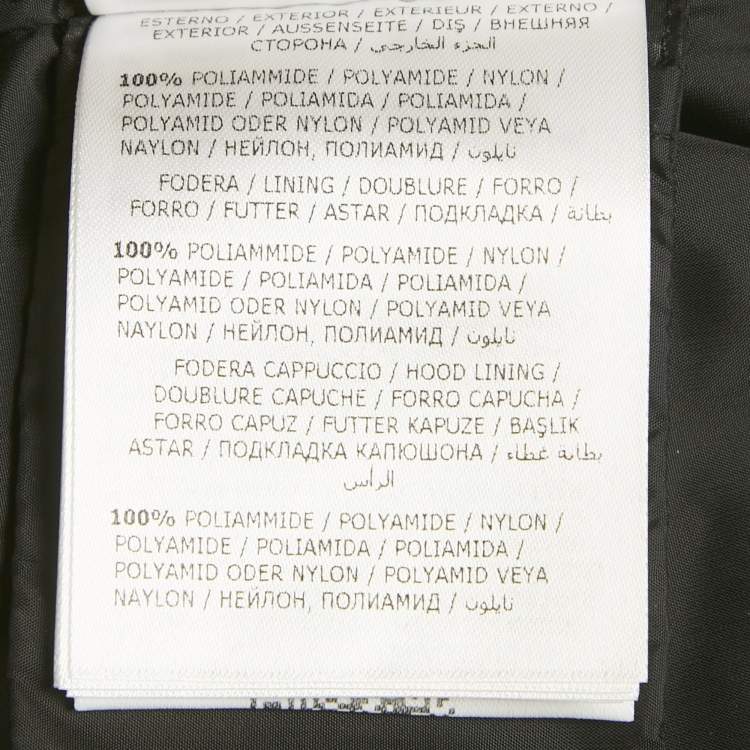 ESTERNO / EXTERIOR / EXTERIEUR / EXTERNO /
EXTERIOR / AUSSENSEITE / DIŞ / ВНЕШНЯЯ
СТОРОНА / الجزء الخارجي
100% POLIAMMIDE / POLYAMIDE / NYLON /
POLYAMIDE / POLIAMIDA / POLIAMIDA /
POLYAMID ODER NYLON / POLYAMID VEYA
NAYLON / НЕЙЛОН, ПОЛИАМИД / نايلون
FODERA / LINING / DOUBLURE / FORRO /
FORRO / FUTTER / ASTAR / ПОДКЛАДКА / بطانة
100% POLIAMMIDE / POLYAMIDE / NYLON /
POLYAMIDE / POLIAMIDA / POLIAMIDA /
POLYAMID ODER NYLON / POLYAMID VEYA
NAYLON / НЕЙЛОН, ПОЛИАМИД / نايلون
FODERA CAPPUCCIO / HOOD LINING /
DOUBLURE CAPUCHE / FORRO CAPUCHA /
FORRO CAPUZ / FUTTER KAPUZE / BAŞLIK
ASTAR / ПОДКЛАДКА КАПЮШОНА / بطانة غطاء
الرأس
100% POLIAMMIDE / POLYAMIDE / NYLON /
POLYAMIDE / POLIAMIDA / POLIAMIDA /
POLYAMID ODER NYLON / POLYAMID VEYA
NAYLON / НЕЙЛОН, ПОЛИАМИД / نايلون